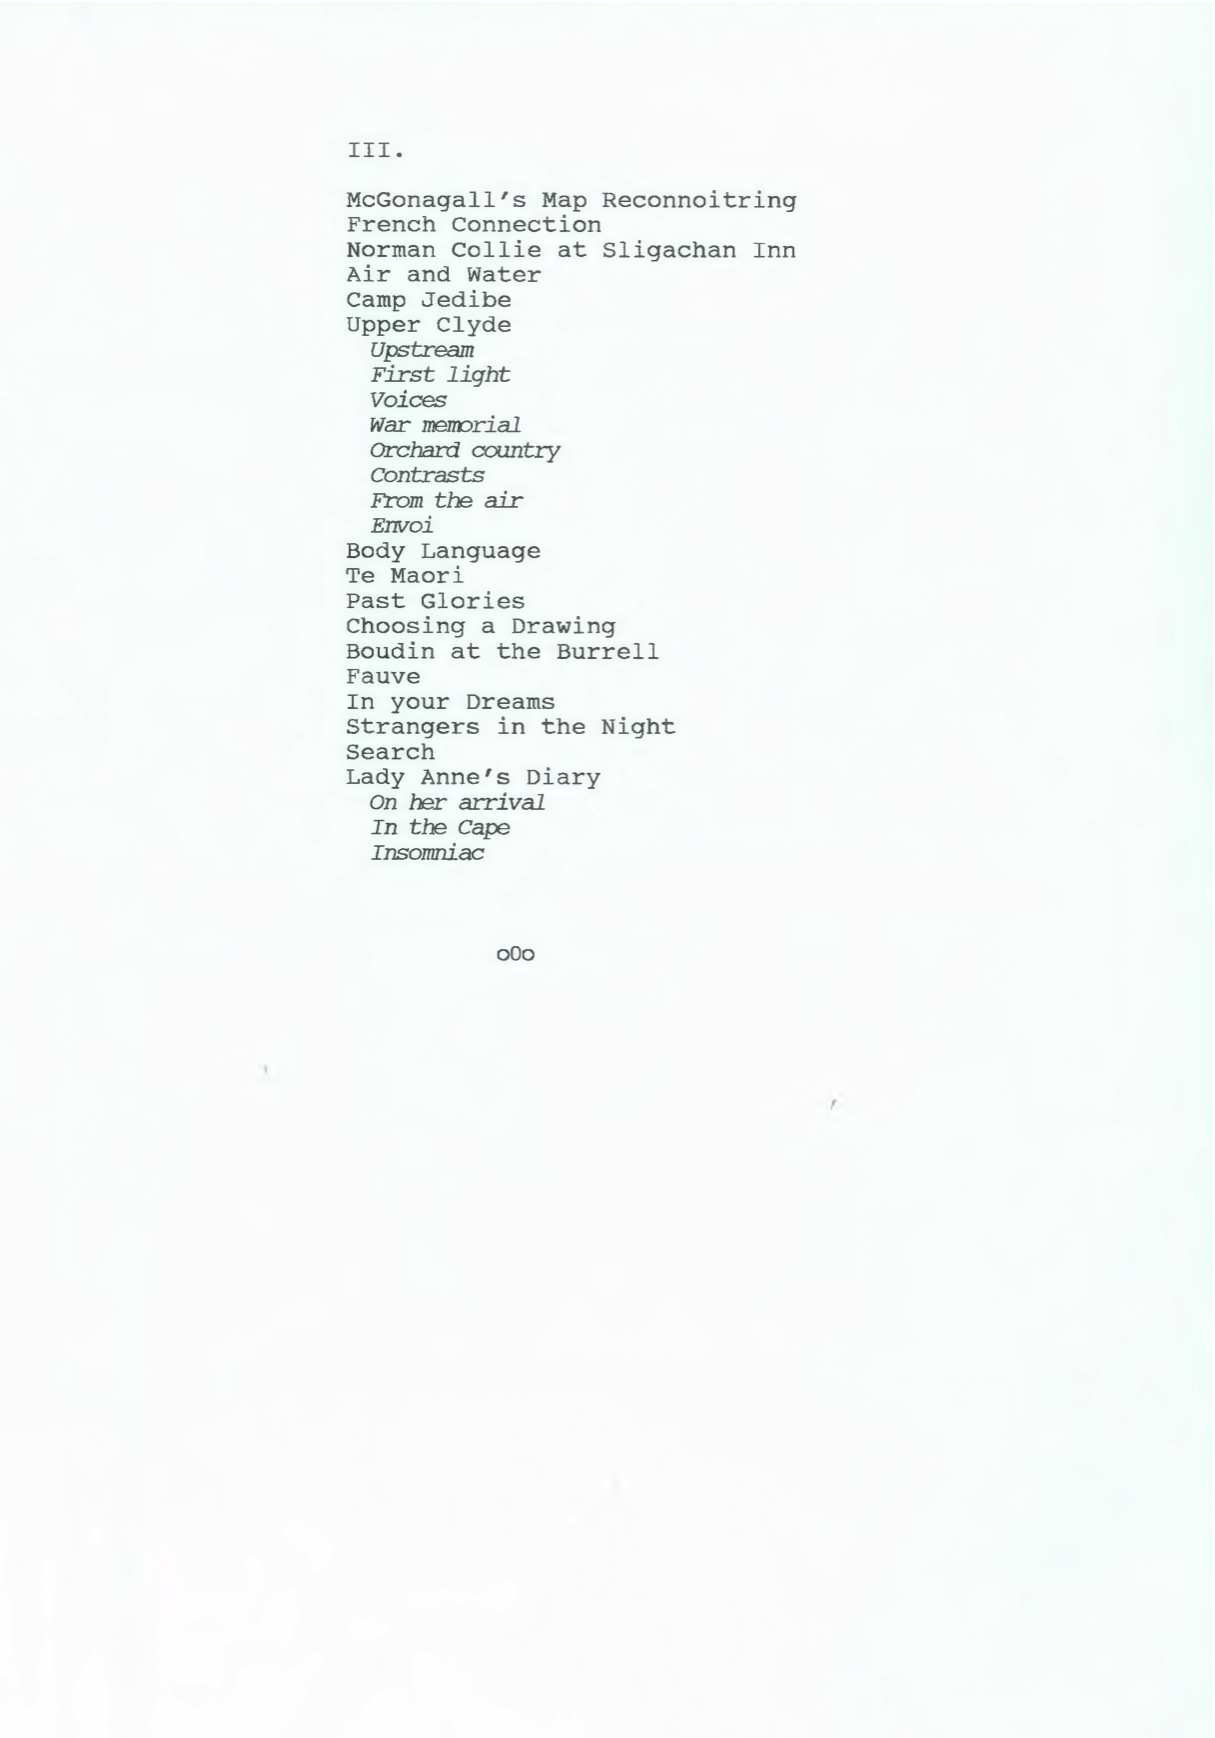 III.
McGonagall's Map Reconnoitring
French Connection
Norman Collie at Sligachan Inn
Air and Water
Camp Jedibe
Upper Clyde
Upstream
First light
Voices
War memorial
Orchard country
Contrasts
From the air
Envoi
Body Language
Te Maori
Past Glories
Choosing a Drawing
Boudin at the Burrell
Fauve
In your Dreams
Strangers in the Night
Search
Lady Anne's Diary
On her arrival
In the Cape
Insomniac
oOo